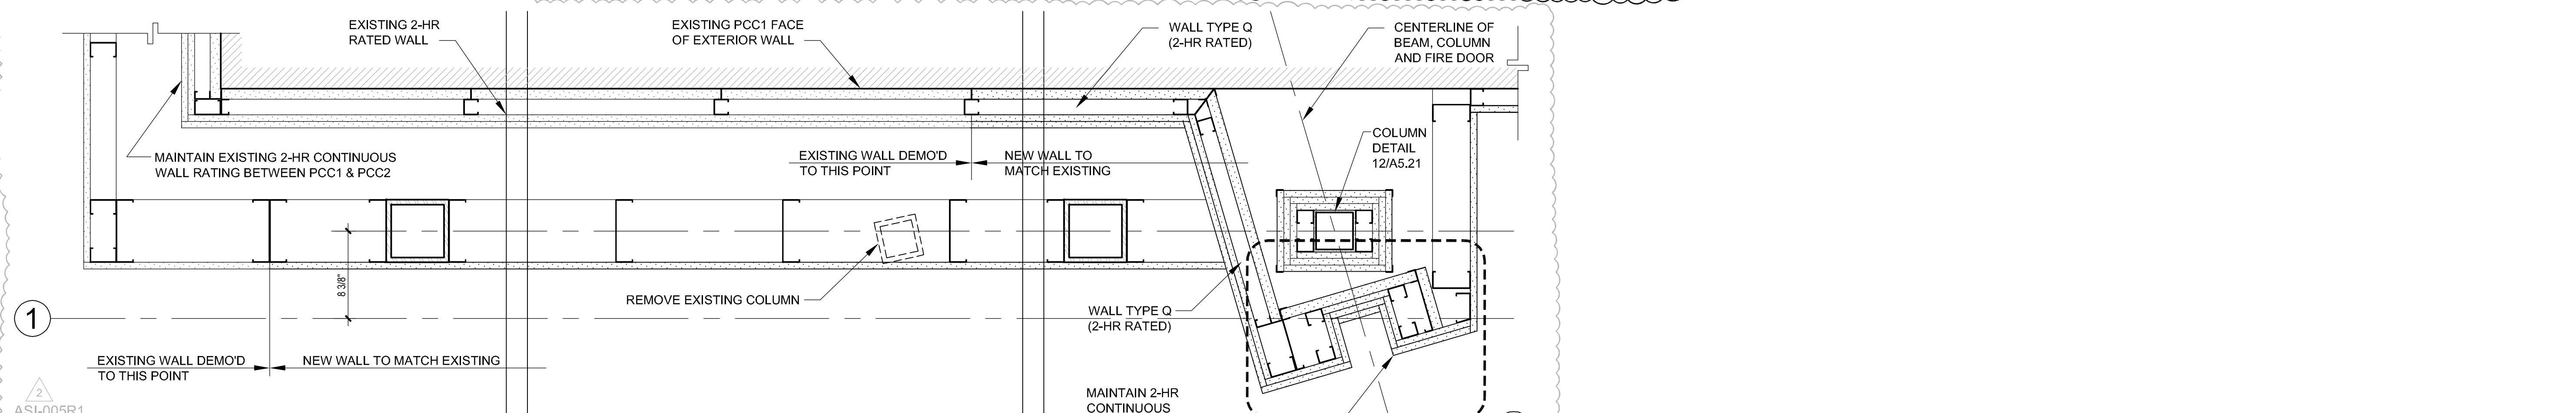 EXISTING 2-HR
RATED WALL
EXISTING PCC1 FACE
OF EXTERIOR WALL
WALL TYPE Q
(2-HR RATED)
CENTERLINE OF
BEAM, COLUMN
AND FIRE DOOR
MAINTAIN EXISTING 2-HR CONTINUOUS
WALL RATING BETWEEN PCC1 & PCC2
EXISTING WALL DEMO'D
TO THIS POINT
NEW WALL TO
MATCH EXISTING
COLUMN
DETAIL
12/A5.21
8 3/8"
REMOVE EXISTING COLUMN
WALL TYPE Q
(2-HR RATED)
1
EXISTING WALL DEMO'D
TO THIS POINT
NEW WALL TO MATCH EXISTING
2
ASI-005R1
MAINTAIN 2-HR
CONTINUOUS